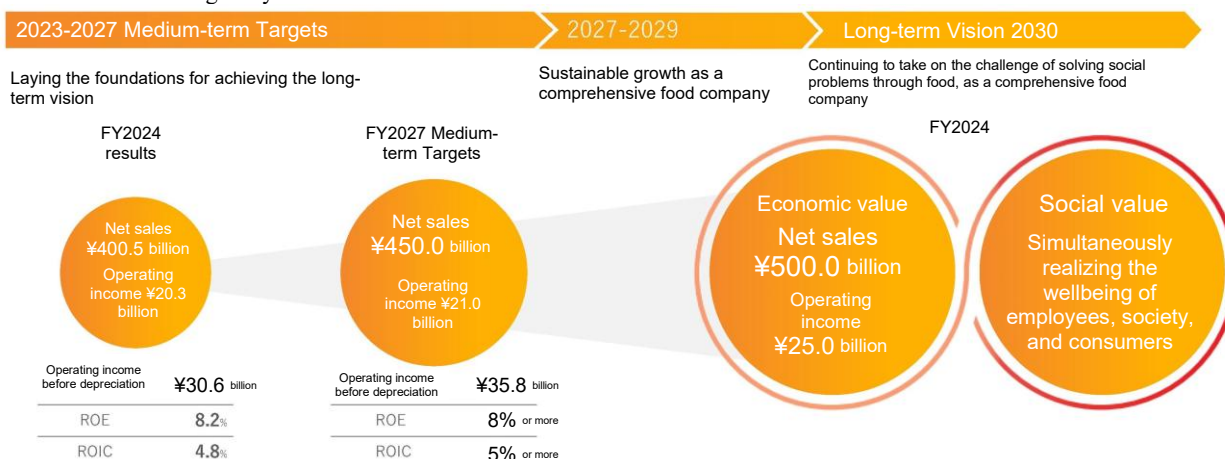 2023-2027 Medium-term Targets
2027-2029
Long-term Vision 2030
Laying the foundations for achieving the long-
term vision
Sustainable growth as a
comprehensive food company
Continuing to take on the challenge of solving social
problems through food, as a comprehensive food
company
FY2024
results
FY2027 Medium-
term Targets
FY2024
Net sales
¥400.5 billion
Operating
income ¥20.3
billion
Net sales
¥450.0 billion
Operating
income ¥21.0
billion
Economic value
Net sales
¥500.0 billion
Operating
income
¥25.0 billion
Social value
Simultaneously
realizing the
wellbeing of
employees, society,
and consumers
Operating income
before depreciation ¥30.6 billion
ROE 8.2%
ROIC 4.8%
Operating income
before depreciation ¥35.8 billion
ROE 8% or more
ROIC 5% or more